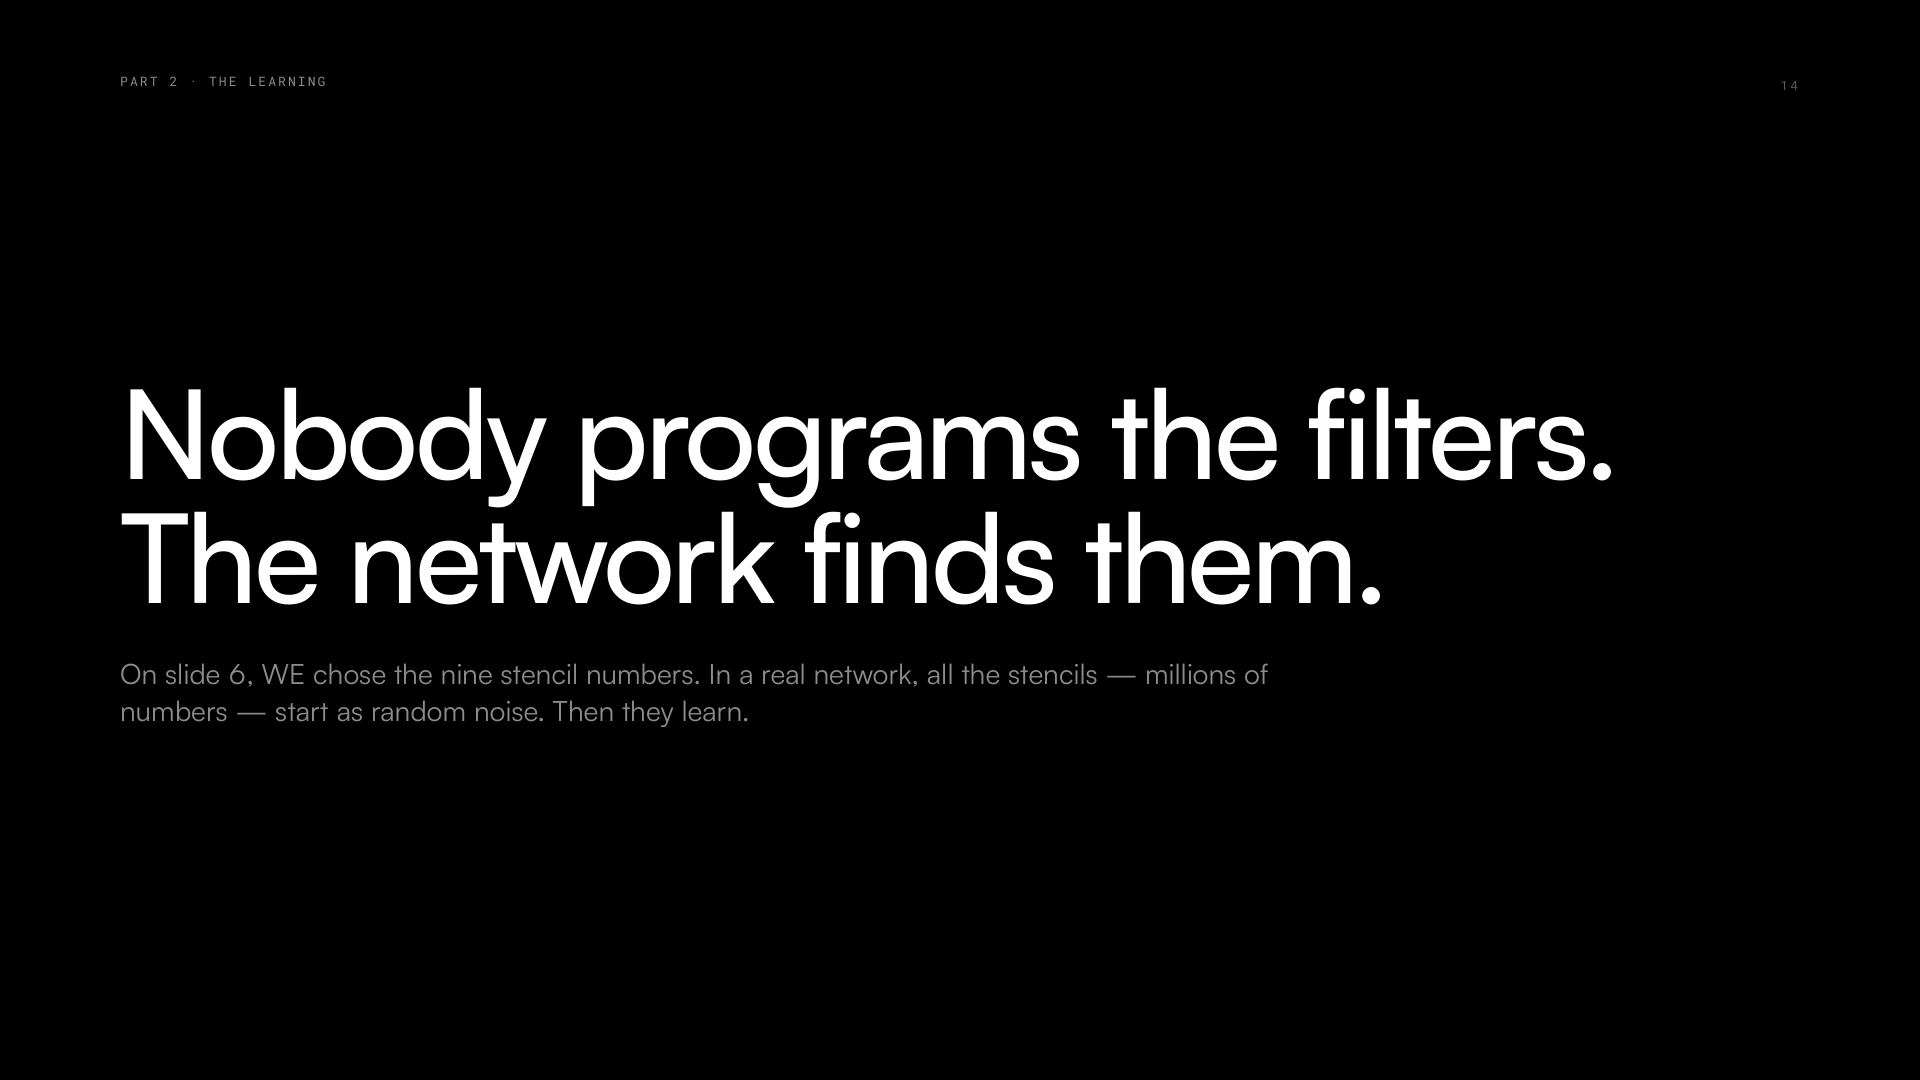 PART 2 · THE LEARNING
14
Nobody programs the filters.
The network finds them.
On slide 6, WE chose the nine stencil numbers. In a real network, all the stencils — millions of
numbers — start as random noise. Then they learn.